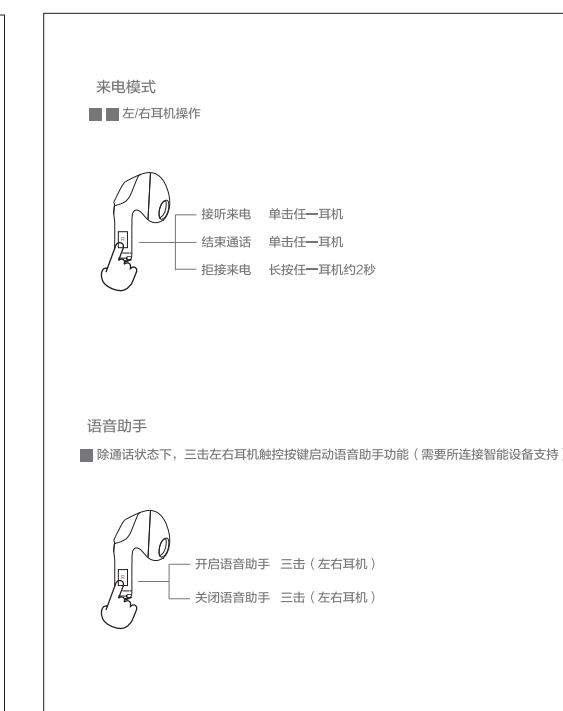 来电模式
左/右耳机操作
接听来电 单击任一耳机
结束通话 单击任一耳机
拒接来电 长按任一耳机约2秒
R
语音助手
除通话状态下，三击左右耳机触控按键启动语音助手功能（需要所连接智能设备支持）
开启语音助手 三击（左右耳机）
关闭语音助手 三击（左右耳机）
R